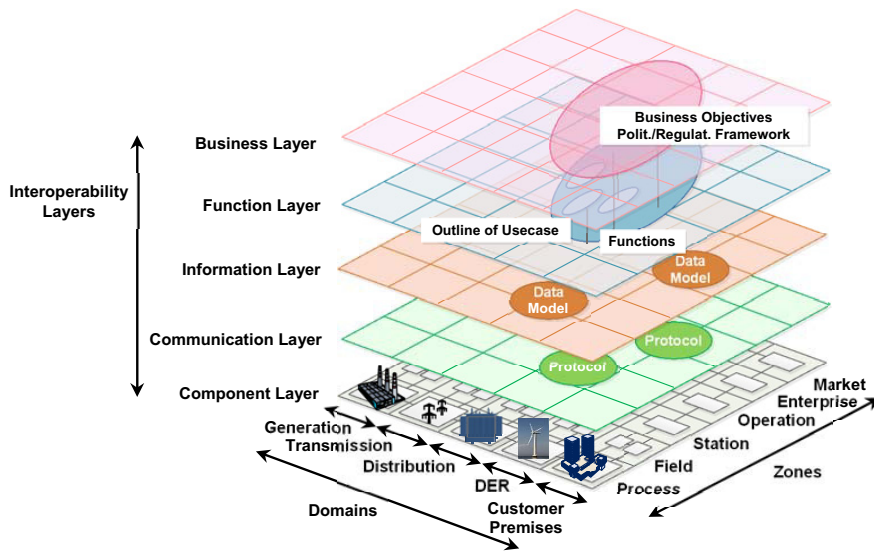 Business Objectives
Polit./Regulat. Framework
Business Layer
Interoperability
Layers
Function Layer
Outline of Usecase
Functions
Information Layer
Data
Model
Data
Model
Communication Layer
Protocol
Protocol
Component Layer
Generation
Transmission
Distribution
DER
Customer
Premises
Domains
Market
Enterprise
Operation
Station
Field
Process
Zones